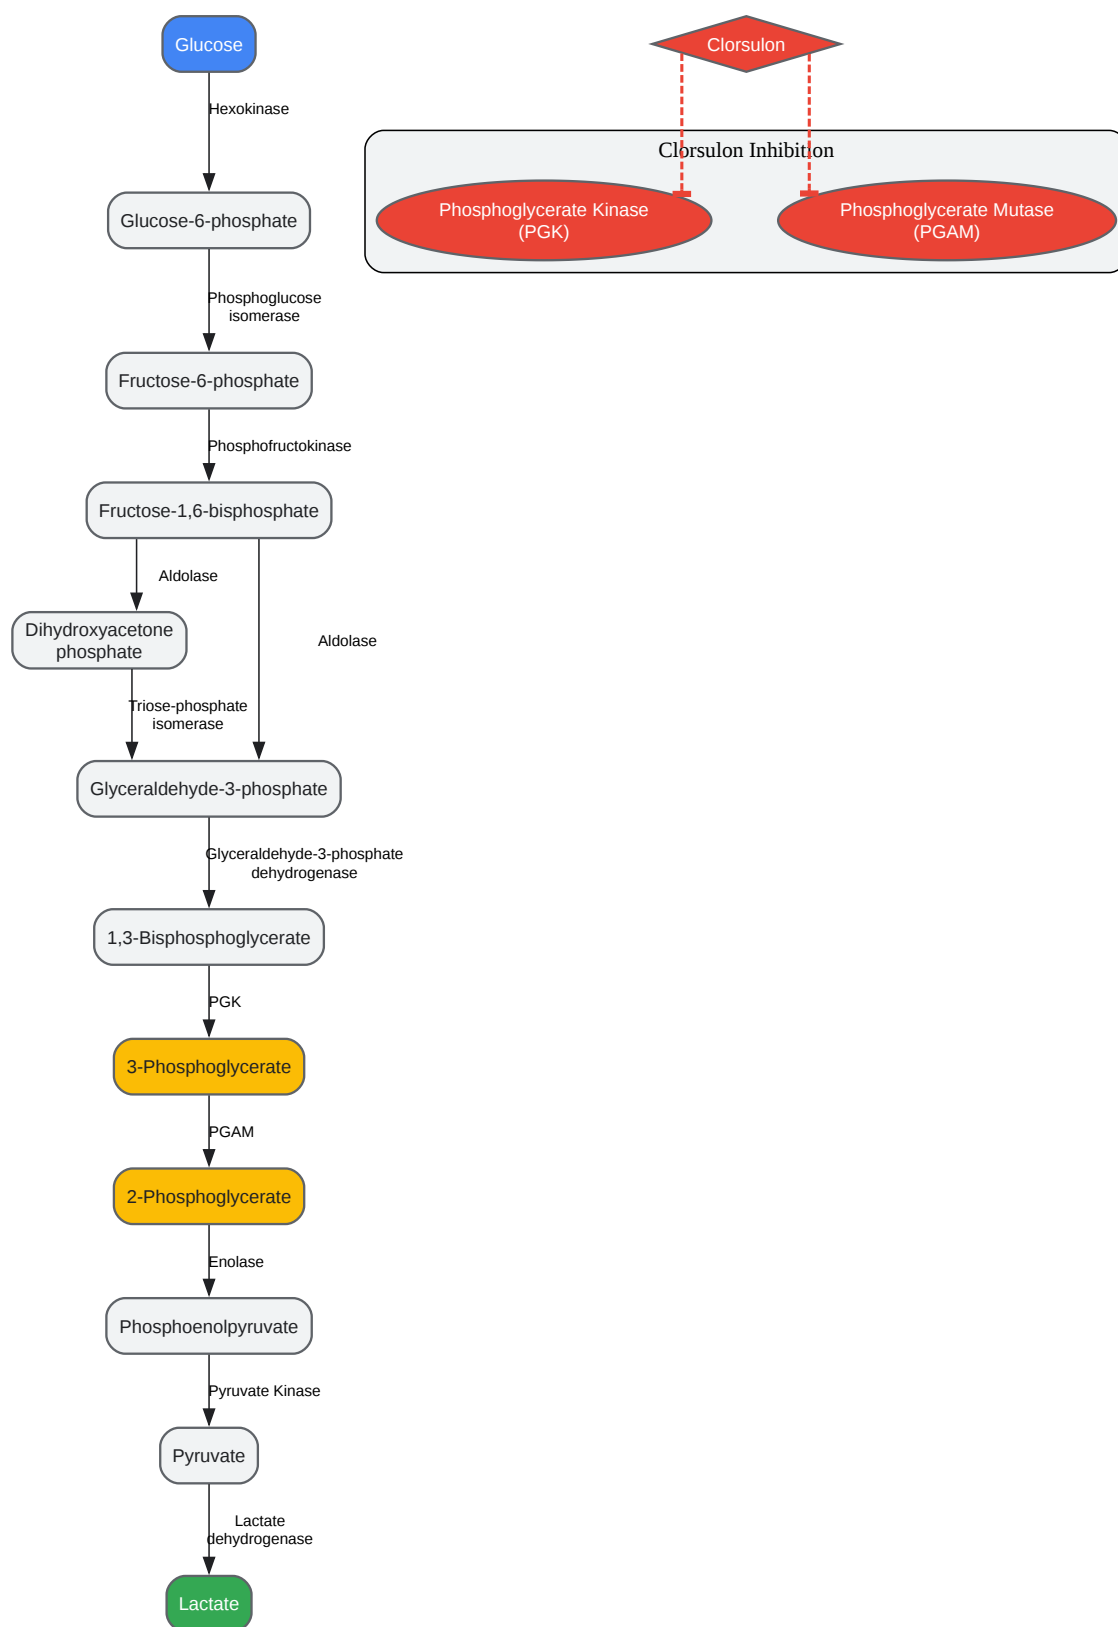 Glucose
Clorsulon
Hexokinase
Clorsulon Inhibition
Phosphoglycerate Kinase
(PGK)
Phosphoglycerate Mutase
(PGAM)
Glucose-6-phosphate
Phosphoglucose
isomerase
Fructose-6-phosphate
Phosphofructokinase
Fructose-1,6-bisphosphate
Aldolase
Dihydroxyacetone
phosphate
Aldolase
Triose-phosphate
isomerase
Glyceraldehyde-3-phosphate
Glyceraldehyde-3-phosphate
dehydrogenase
1,3-Bisphosphoglycerate
PGK
3-Phosphoglycerate
PGAM
2-Phosphoglycerate
Enolase
Phosphoenolpyruvate
Pyruvate Kinase
Pyruvate
Lactate
dehydrogenase
Lactate